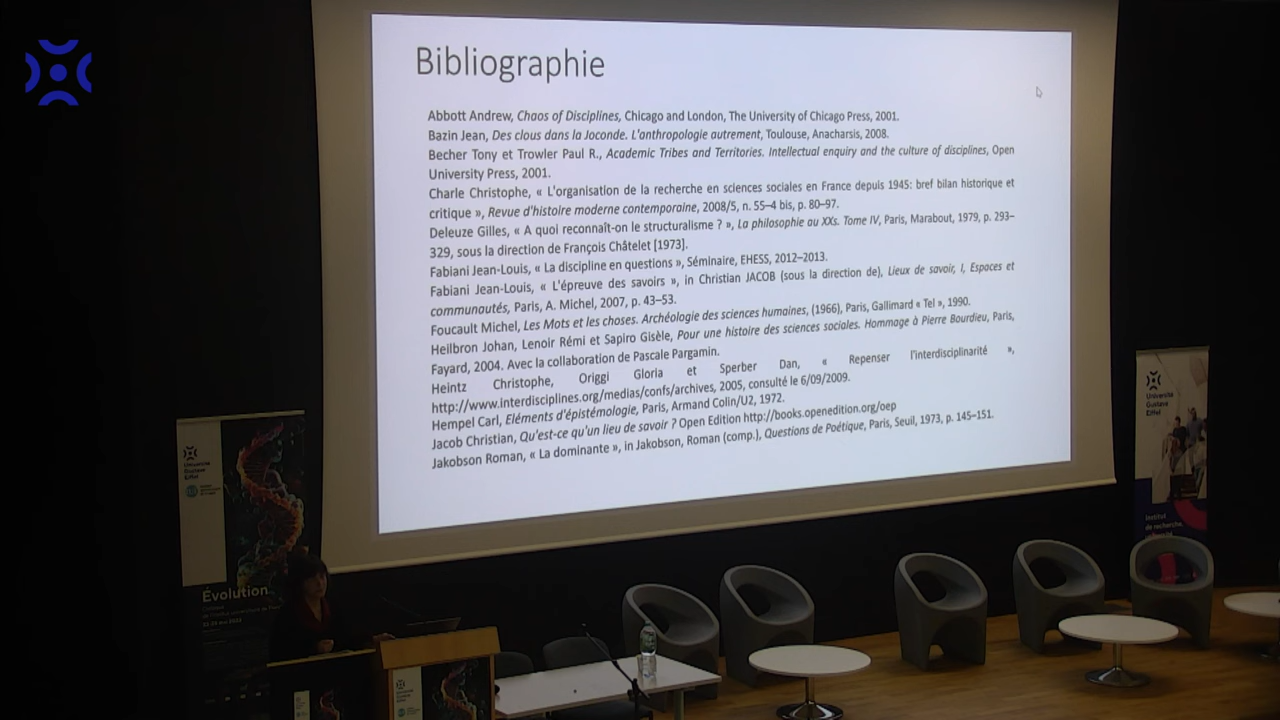 Bibliographie
Abbott Andrew, Chaos of Disciplines, Chicago and London, The University of Chicago Press, 2001.
Bazin Jean, Des clous dans la Joconde. L'anthropologie autrement, Toulouse, Anacharsis, 2008.
Becher Tony et Trowler Paul R., Academic Tribes and Territories. Intellectual enquiry and the culture of disciplines, Open
University Press, 2001.
Charle Christophe, « L'organisation de la recherche en sciences sociales en France depuis 1945: bref bilan historique et
critique », Revue d'histoire moderne contemporaine, 2008/5, n. 55–4 bis, p. 80–97.
Deleuze Gilles, « A quoi reconnaît-on le structuralisme ? », La philosophie au XXs. Tome IV, Paris, Marabout, 1979, p. 293–
329, sous la direction de François Châtelet [1973].
Fabiani Jean-Louis, « La discipline en questions », Séminaire, EHESS, 2012–2013.
Fabiani Jean-Louis, « L'épreuve des savoirs », in Christian JACOB (sous la direction de), Lieux de savoir, I, Espaces et
communautés, Paris, A. Michel, 2007, p. 43–53.
Foucault Michel, Les Mots et les choses. Archéologie des sciences humaines, (1966), Paris, Gallimard « Tel », 1990.
Heilbron Johan, Lenoir Rémi et Sapiro Gisèle, Pour une histoire des sciences sociales. Hommage à Pierre Bourdieu, Paris,
Fayard, 2004. Avec la collaboration de Pascale Pargamin.
Heintz Christophe, Origgi Gloria et Sperber Dan, « Repenser l'interdisciplinarité »,
http://www.interdisciplines.org/medias/confs/archives, 2005, consulté le 6/09/2009.
Hempel Carl, Eléments d'épistémologie, Paris, Armand Colin/U2, 1972.
Jacob Christian, Qu'est-ce qu'un lieu de savoir ? Open Edition http://books.openedition.org/oep
Jakobson Roman, « La dominante », in Jakobson, Roman (comp.), Questions de Poétique, Paris, Seuil, 1973, p. 145–151.
Université
Gustave
Eiffel
Évolution
Université
Gustave
Eiffel
Institut
de recherche